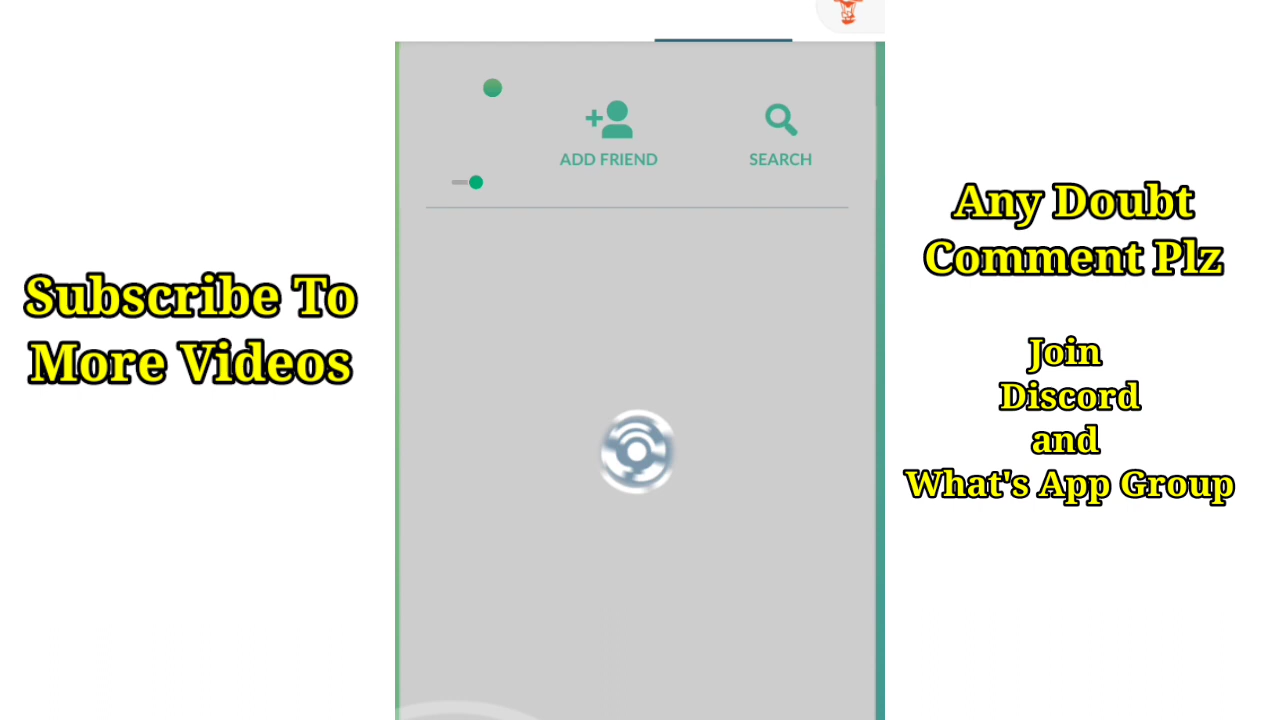 Subscribe To
More Videos
ADD FRIEND
SEARCH
Any Doubt
Comment Plz
Join
Discord
and
What's App Group